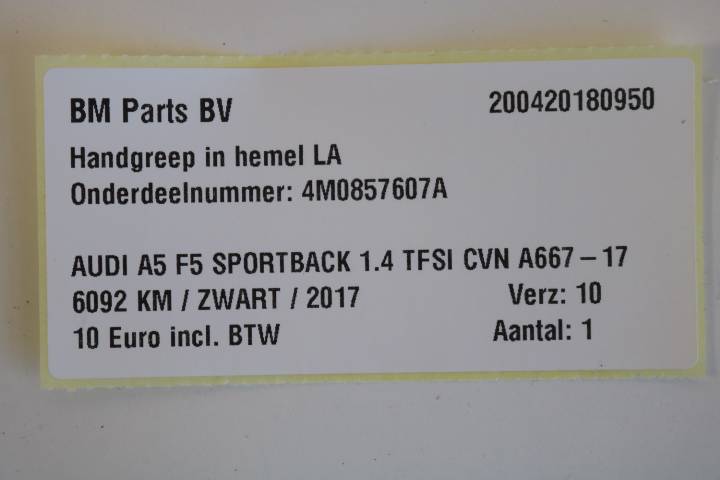 BM Parts BV 200420180950
Handgreep in hemel LA
Onderdeelnummer: 4M0857607A
AUDI A5 F5 SPORTBACK 1.4 TFSI CVN A667 – 17
6092 KM / ZWART / 2017 Verz: 10
10 Euro incl. BTW Aantal: 1